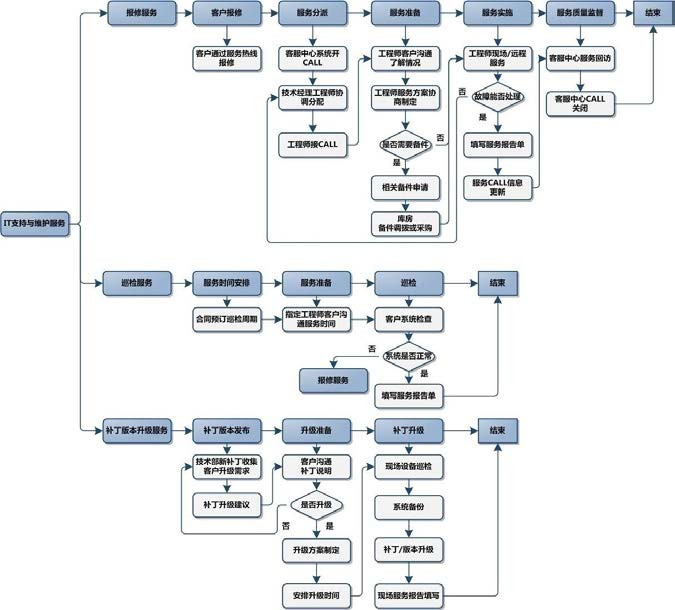 报修服务
客户报修
服务分派
服务准备
服务实施
服务质量监督
结束
客户通过服务热线
报修
客服中心系统开
CALL
技术经理工程师协
调分配
工程师接CALL
工程师客户沟通
了解情况
工程师服务方案协
商制定
是否需要备件
否
是
相关备件申请
库房
备件调拨或采购
工程师现场/远程
服务
故障能否处理
否
是
填写服务报告单
服务CALL信息
更新
客服中心服务回访
客服中心CALL
关闭
IT支持与维护服务
巡检服务
服务时间安排
服务准备
巡检
结束
合同预订巡检周期
指定工程师客户沟
通服务时间
客户系统检查
系统是否正常
否
是
报修服务
填写服务报告单
补丁版本升级服务
补丁版本发布
升级准备
补丁升级
结束
技术部新补丁收集
客户升级需求
补丁升级建议
客户沟通
补丁说明
是否升级
否
是
升级方案制定
安排升级时间
现场设备巡检
系统备份
补丁/版本升级
现场服务报告填写